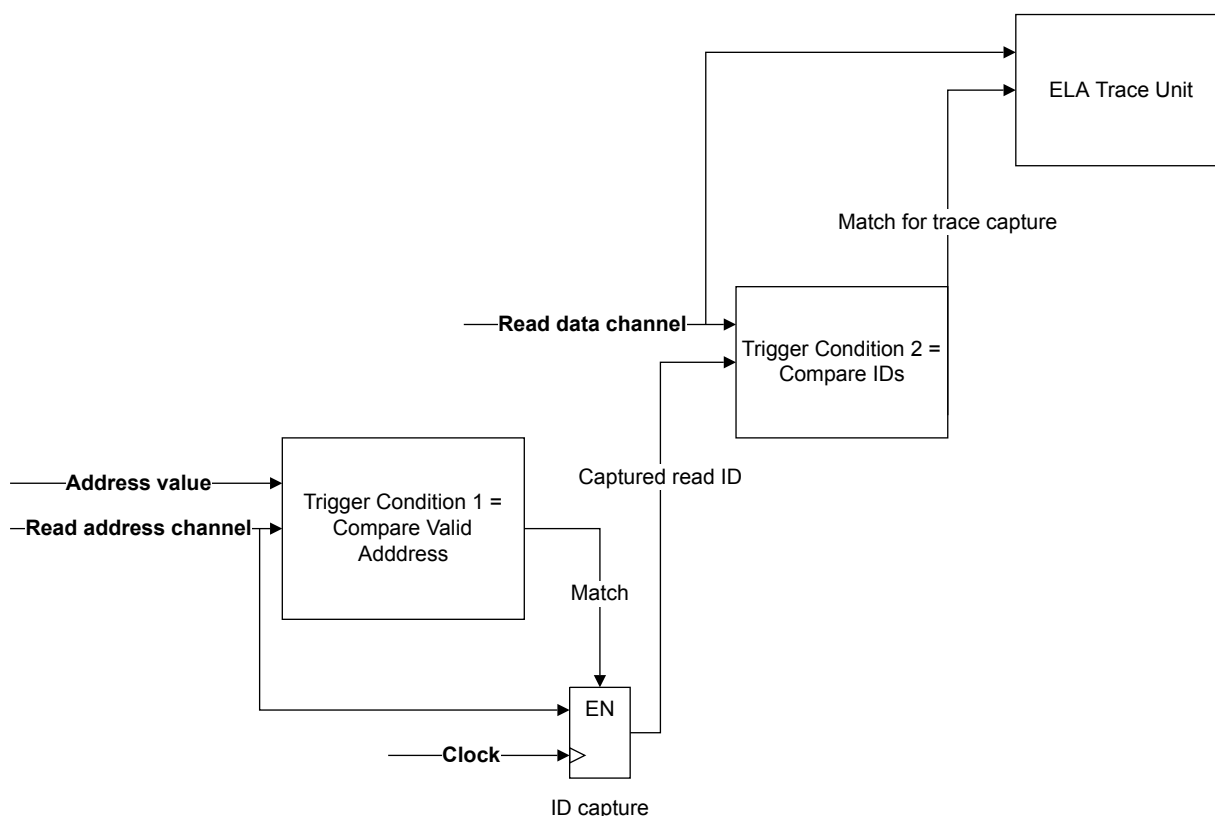 ELA Trace Unit
Match for trace capture
Read data channel
Trigger Condition 2 =
Compare IDs
Captured read ID
Address value
Read address channel
Trigger Condition 1 =
Compare Valid
Adddress
Match
EN
Clock
ID capture